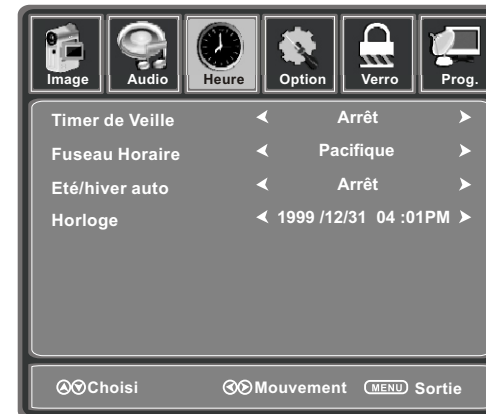 Image Audio Heure Option Verro Prog.
Timer de Veille Arrêt
Fuseau Horaire Pacifique
Eté/hiver auto Arrêt
Horloge 1999 /12/31 04 :01PM
Choisi Mouvement MENU Sortie